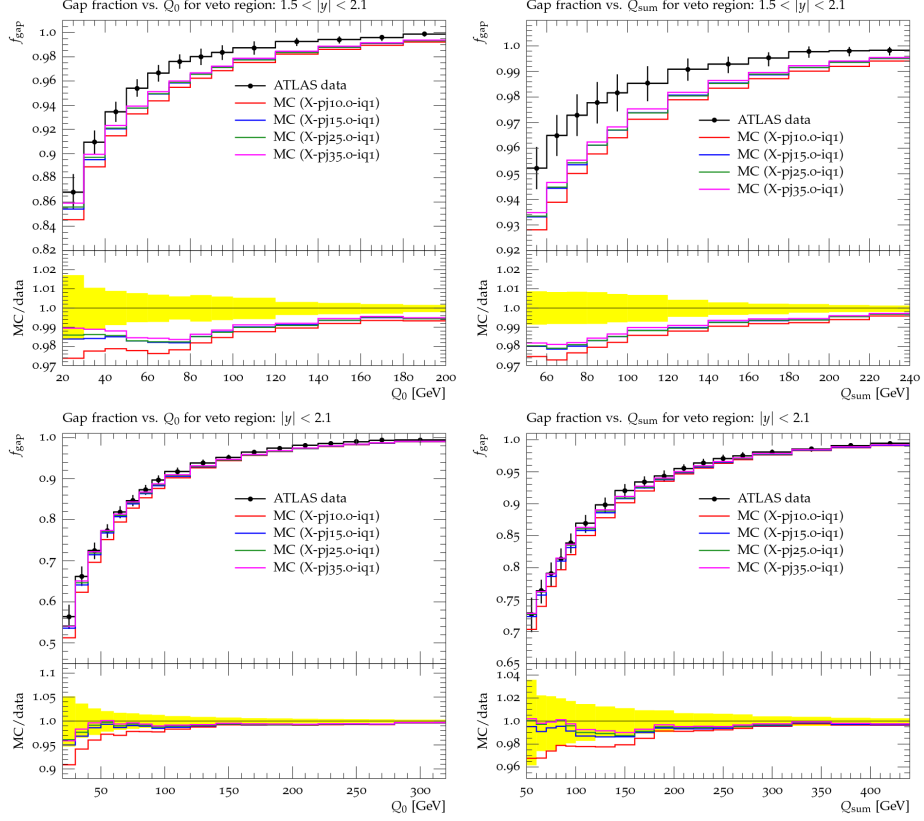 Gap fraction vs. Q0 for veto region: 1.5 < |y| < 2.1
fgap
1.0
0.98
0.96
0.94
0.92
0.9
0.88
0.86
0.84
0.82
ATLAS data
MC (X-pj10.0-iq1)
MC (X-pj15.0-iq1)
MC (X-pj25.0-iq1)
MC (X-pj35.0-iq1)
MC/data
1.02
1.01
1.0
0.99
0.98
0.97
20 40 60 80 100 120 140 160 180 200
Q0 [GeV]
Gap fraction vs. Qsum for veto region: 1.5 < |y| < 2.1
fgap
1.0
0.99
0.98
0.97
0.96
0.95
0.94
0.93
0.92
ATLAS data
MC (X-pj10.0-iq1)
MC (X-pj15.0-iq1)
MC (X-pj25.0-iq1)
MC (X-pj35.0-iq1)
MC/data
1.02
1.01
1.0
0.99
0.98
0.97
60 80 100 120 140 160 180 200 220 240
Qsum [GeV]
Gap fraction vs. Q0 for veto region: |y| < 2.1
fgap
1.0
0.9
0.8
0.7
0.6
0.5
ATLAS data
MC (X-pj10.0-iq1)
MC (X-pj15.0-iq1)
MC (X-pj25.0-iq1)
MC (X-pj35.0-iq1)
MC/data
1.1
1.05
1.0
0.95
0.9
50 100 150 200 250 300
Q0 [GeV]
Gap fraction vs. Qsum for veto region: |y| < 2.1
fgap
1.0
0.95
0.9
0.85
0.8
0.75
0.7
0.65
ATLAS data
MC (X-pj10.0-iq1)
MC (X-pj15.0-iq1)
MC (X-pj25.0-iq1)
MC (X-pj35.0-iq1)
MC/data
1.04
1.02
1.0
0.98
0.96
50 100 150 200 250 300 350 400
Qsum [GeV]